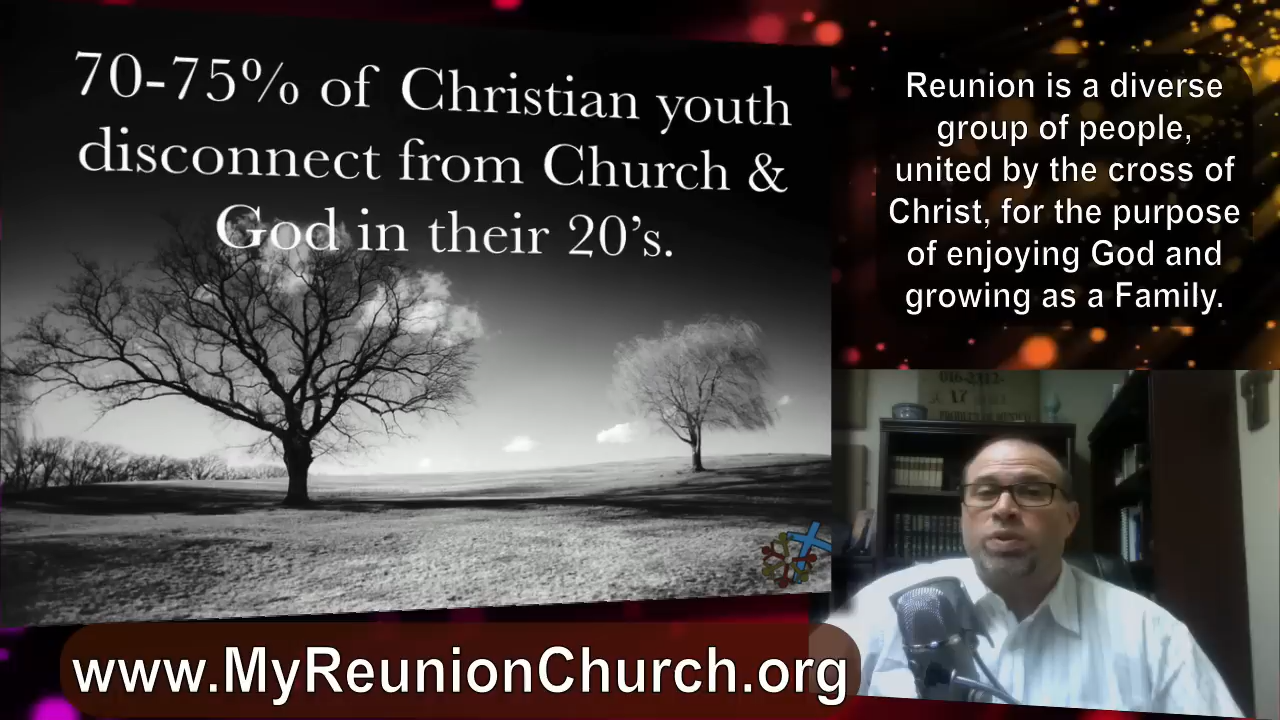 70-75% of Christian youth
disconnect from Church &
God in their 20's.
Reunion is a diverse
group of people,
united by the cross of
Christ, for the purpose
of enjoying God and
growing as a Family.
www.MyReunionChurch.org